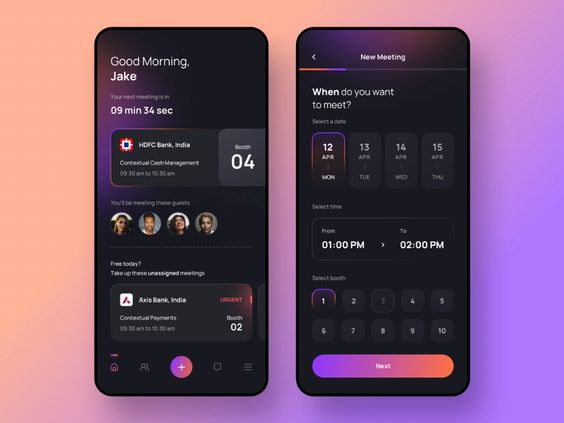 Good Morning,
Jake
Your next meeting is in
09 min 34 sec
HDFC Bank, India
Contextual Cash Management
09:30 am to 10:30 am
Booth
04
You'll be meeting these guests
Free today?
Take up these unassigned meetings
Axis Bank, India
URGENT
Contextual Payments
09:30 am to 10:30 am
Booth
02
New Meeting
When do you want
to meet?
Select a date
12 13 14 15
APR APR APR APR
MON TUE WED THU
Select time
From To
01:00 PM > 02:00 PM
Select booth
1 2 3 4 5
6 7 8 9 10
Next